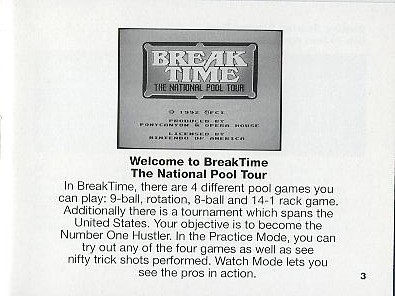 BREAK
TIME
THE NATIONAL POOL TOUR
© 1992 FCI
PRODUCED BY
PONYCANYON & OPERA HOUSE
LICENSED BY
NINTENDO OF AMERICA
Welcome to BreakTime
The National Pool Tour
In BreakTime, there are 4 different pool games you
can play: 9-ball, rotation, 8-ball and 14-1 rack game.
Additionally there is a tournament which spans the
United States. Your objective is to become the
Number One Hustler. In the Practice Mode, you can
try out any of the four games as well as see
nifty trick shots performed. Watch Mode lets you
see the pros in action.
3